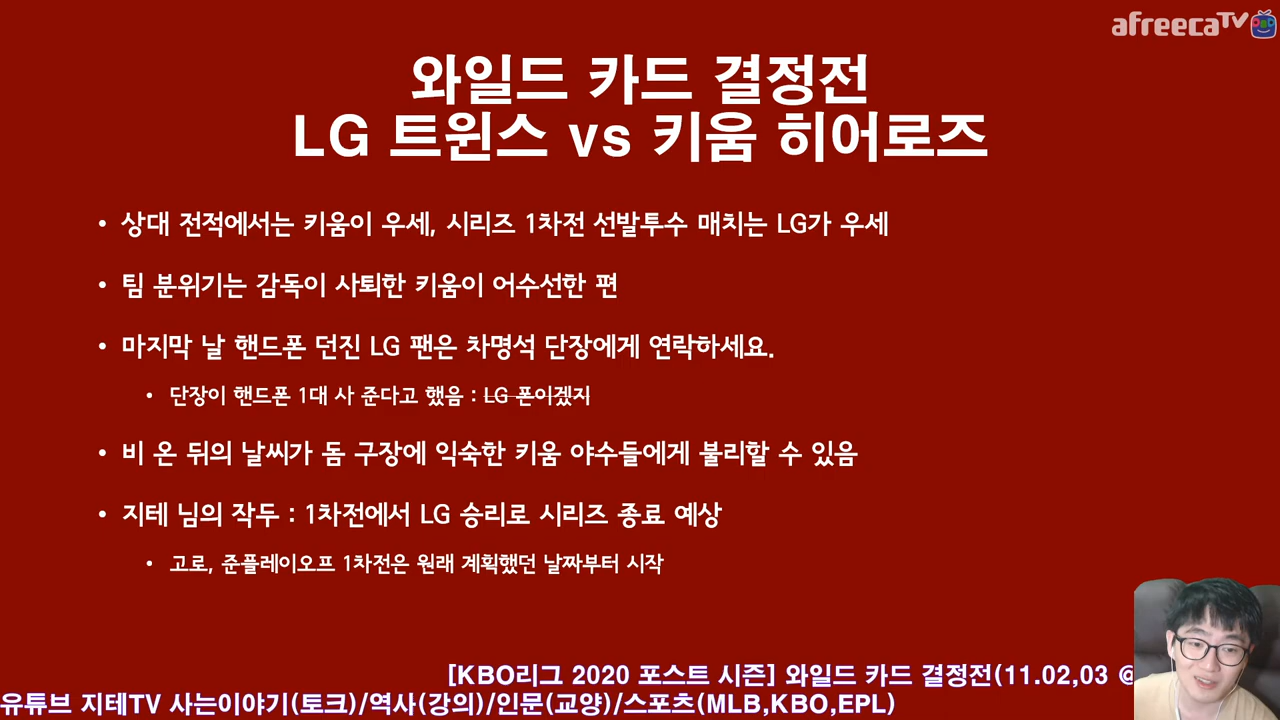 afreecaTV
와일드 카드 결정전
LG 트윈스 vs 키움 히어로즈
• 상대 전적에서는 키움이 우세, 시리즈 1차전 선발투수 매치는 LG가 우세
• 팀 분위기는 감독이 사퇴한 키움이 어수선한 편
• 마지막 날 핸드폰 던진 LG 팬은 차명석 단장에게 연락하세요.
• 단장이 핸드폰 1대 사 준다고 했음 : LG 폰이겠지
• 비 온 뒤의 날씨가 돔 구장에 익숙한 키움 야수들에게 불리할 수 있음
• 지테 님의 작두 : 1차전에서 LG 승리로 시리즈 종료 예상
• 고로, 준플레이오프 1차전은 원래 계획했던 날짜부터 시작
[KBO리그 2020 포스트 시즌] 와일드 카드 결정전(11.02,03 @
유튜브 지테TV 사는이야기(토크)/역사(강의)/인문(교양)/스포츠(MLB,KBO,EPL)